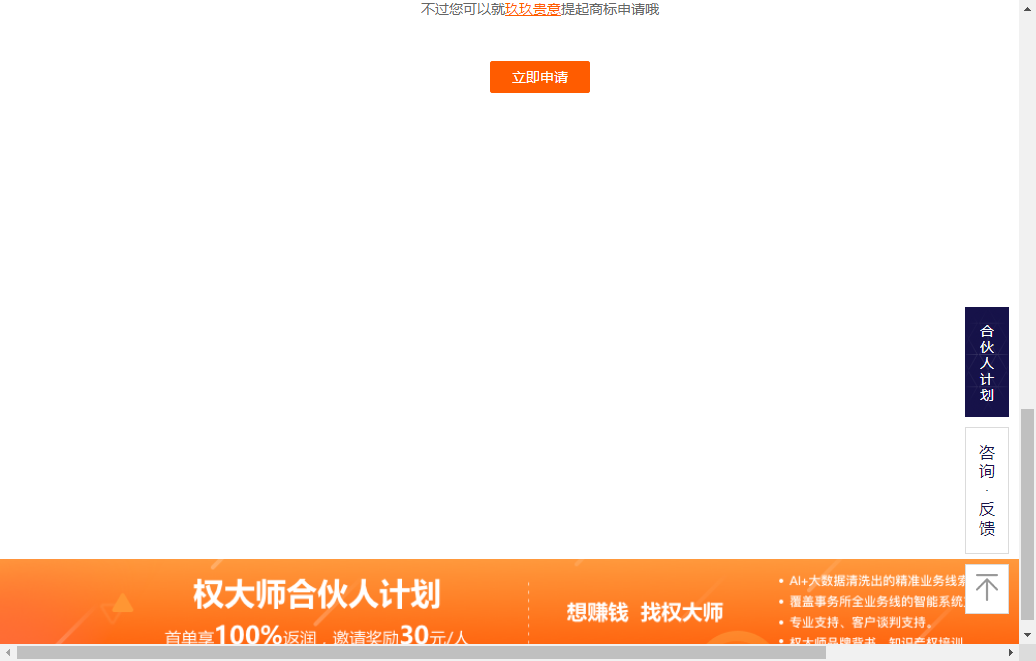 不过您可以就玖玖贵意提起商标申请哦
立即申请
合伙人计划
咨询·反馈
权大师合伙人计划
首单享100%返润，邀请奖励30元/人
想赚钱 找权大师
• AI+大数据清洗出的精准业务线索
• 覆盖事务所全业务线的智能系统
• 专业支持、客户谈判支持。
• 权大师品牌背书、知识产权培训